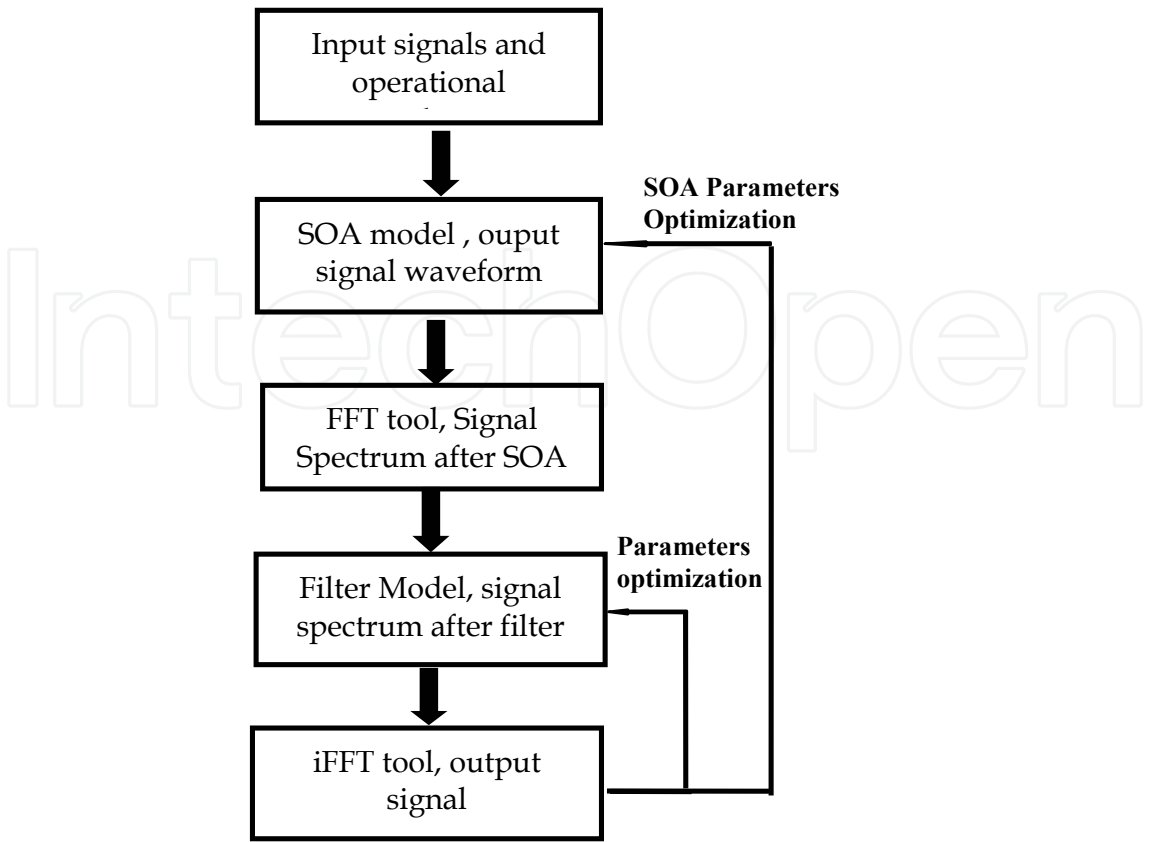 Input signals and
operational
SOA Parameters
Optimization
SOA model , ouput
signal waveform
IntechOpen
FFT tool, Signal
Spectrum after SOA
Parameters
optimization
Filter Model, signal
spectrum after filter
iFFT tool, output
signal